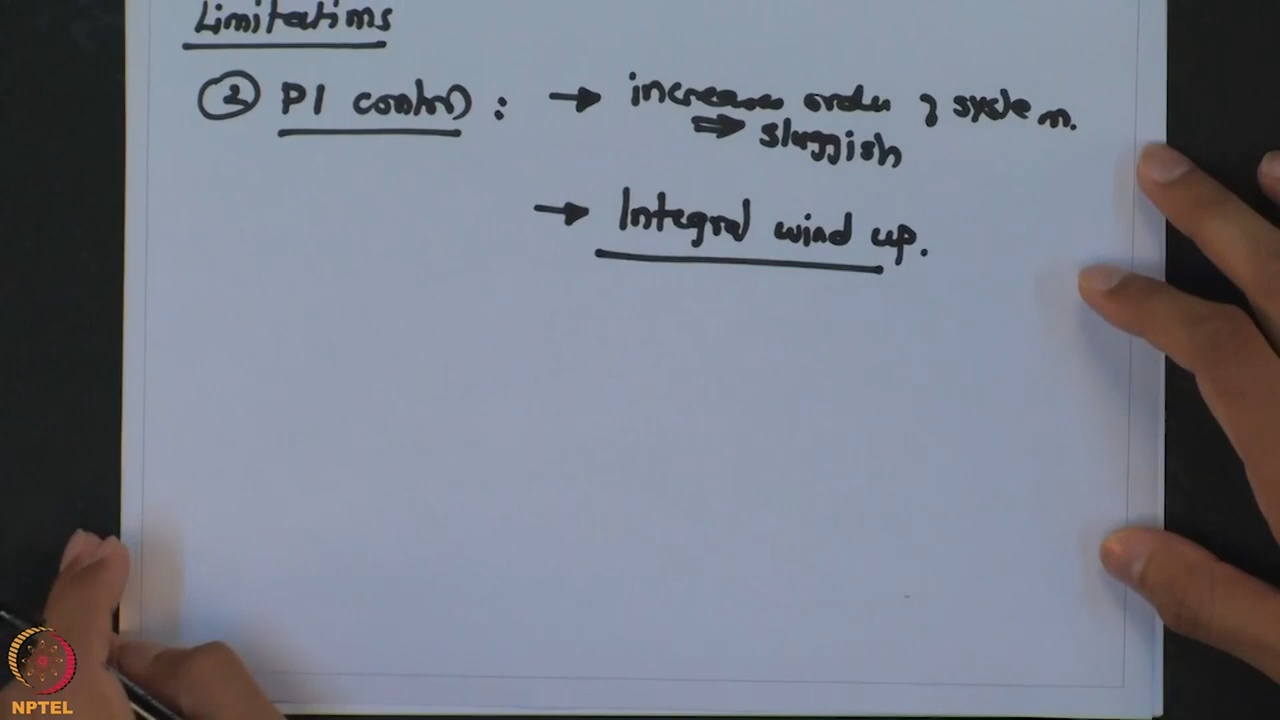 Limitations
② PI control : → increases order of system.
⇒ sluggish
→ Integral wind up.
NPTEL